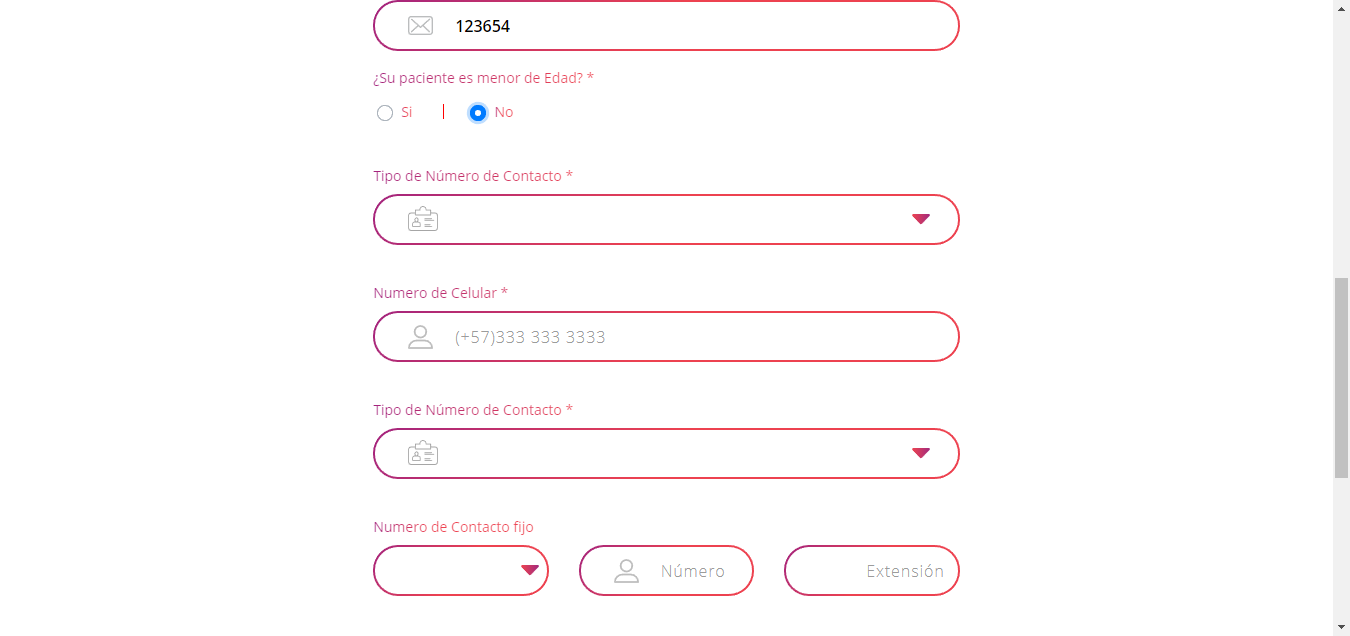 123654
¿Su paciente es menor de Edad? *
Si | No
Tipo de Número de Contacto *
Numero de Celular *
(+57)333 333 3333
Tipo de Número de Contacto *
Numero de Contacto fijo
Número Extensión